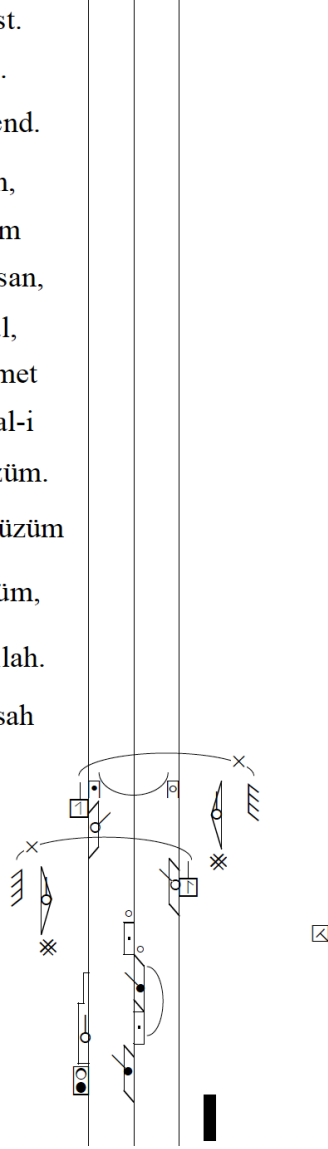 st.
.
end.
n,
m
san,
l,
met
al-i
züm.
üzüm
üm,
lah.
sah